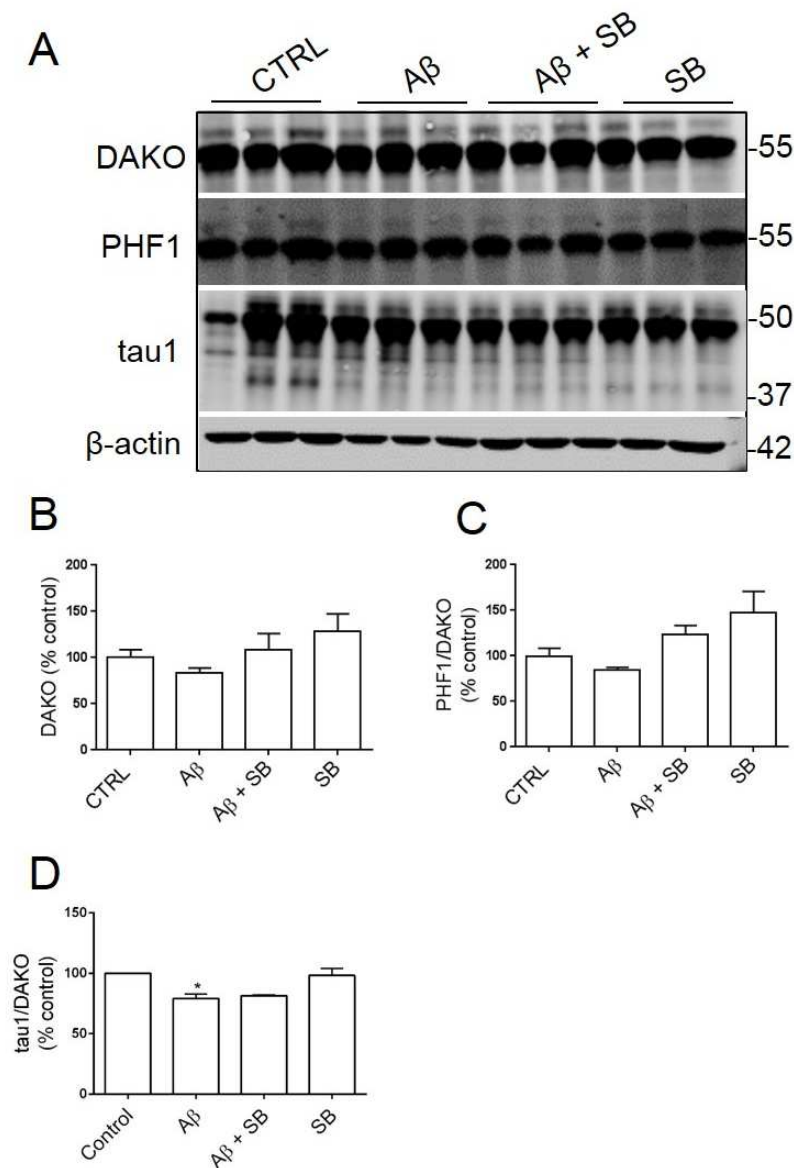 A
CTRL Aβ Aβ + SB SB
DAKO -55
PHF1 -55
tau1 -50
-37
β-actin -42
B
DAKO (% control)
200
150
100
50
0
CTRL Aβ Aβ + SB SB
C
PHF1/DAKO
(% control)
200
150
100
50
0
CTRL Aβ Aβ + SB SB
D
tau1/DAKO
(% control)
150
100
50
0
*
Control Aβ Aβ + SB SB